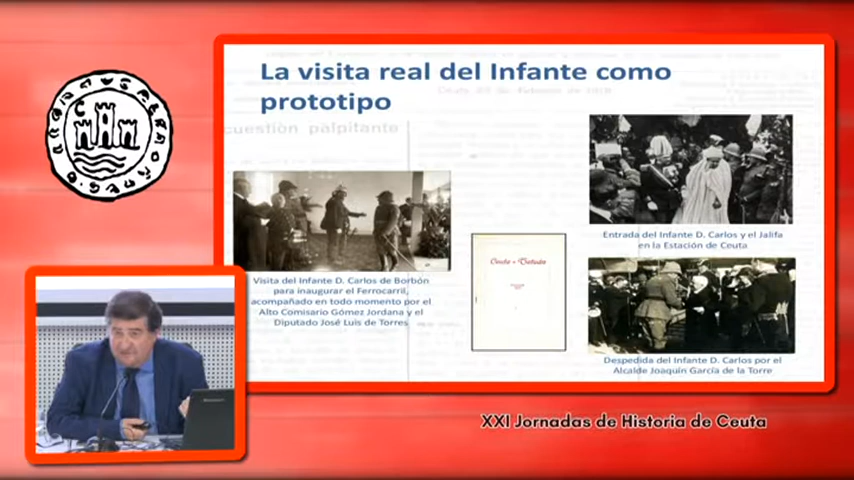 La visita real del Infante como
prototipo
cuestión palpitante
Visita del Infante D. Carlos de Borbón
para inaugurar el Ferrocarril,
acompañado en todo momento por el
Alto Comisario Gómez Jordana y el
Diputado José Luis de Torres
Ceuta - Tetuán
Entrada del Infante D. Carlos y el Jalifa
en la Estación de Ceuta
Despedida del Infante D. Carlos por el
Alcalde Joaquín García de la Torre
XXI Jornadas de Historia de Ceuta